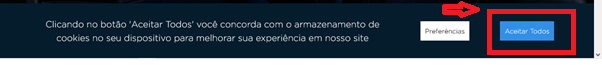 Clicando no botão 'Aceitar Todos' você concorda com o armazenamento de
cookies no seu dispositivo para melhorar sua experiência em nosso site
Preferências
Aceitar Todos